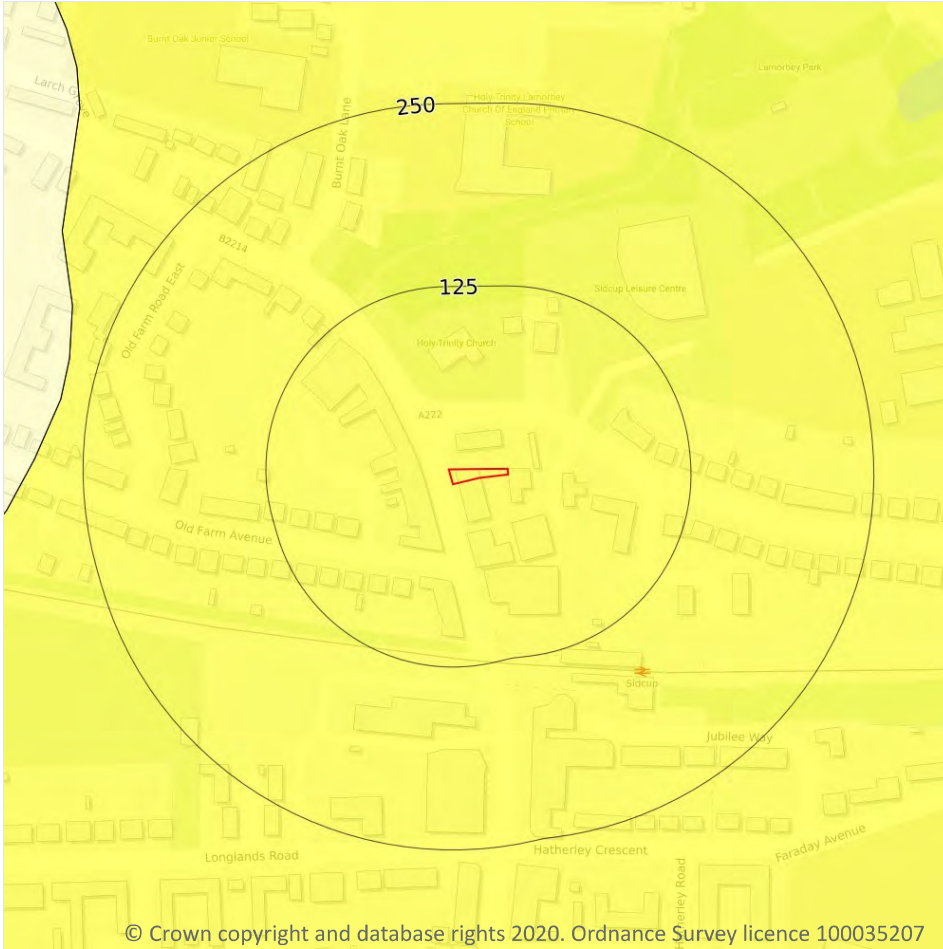 Burnt Oak Junior School
Lamorbey Park
Larch Grove
250
Holy Trinity Lamorbey
Church Of England Primary
School
Burnt Oak Lane
B2214
Old Farm Road East
125
Sidcup Leisure Centre
Holy Trinity Church
A222
Old Farm Avenue
Sidcup
Jubilee Way
Longlands Road
Hatherley Crescent
Faraday Avenue
Hatherley Road
© Crown copyright and database rights 2020. Ordnance Survey licence 100035207